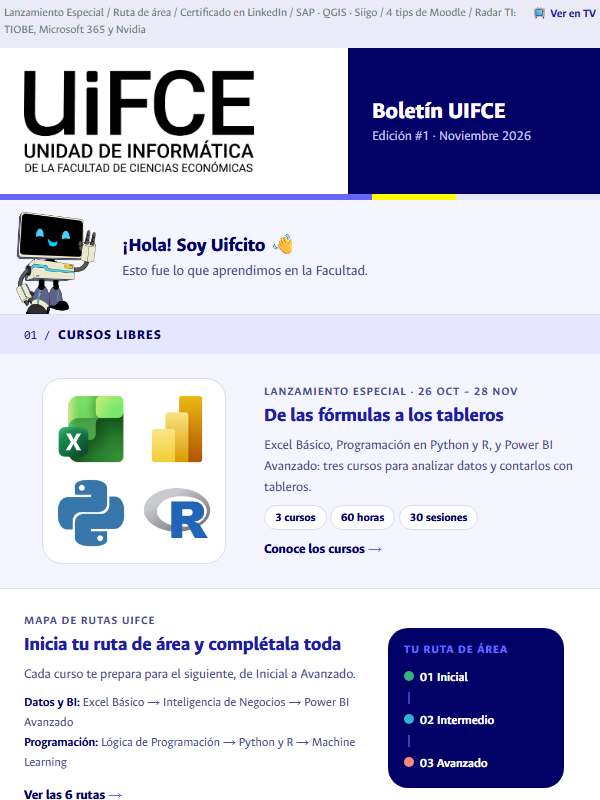 Lanzamiento Especial / Ruta de área / Certificado en LinkedIn / SAP · QGIS · Siigo / 4 tips de Moodle / Radar TI:
TIOBE, Microsoft 365 y Nvidia
Ver en TV
UiFCE
UNIDAD DE INFORMÁTICA
DE LA FACULTAD DE CIENCIAS ECONÓMICAS
Boletín UIFCE
Edición #1 · Noviembre 2026
¡Hola! Soy Uifcito 👋
Esto fue lo que aprendimos en la Facultad.
01 / CURSOS LIBRES
X
R
LANZAMIENTO ESPECIAL · 26 OCT – 28 NOV
De las fórmulas a los tableros
Excel Básico, Programación en Python y R, y Power BI
Avanzado: tres cursos para analizar datos y contarlos con
tableros.
3 cursos 60 horas 30 sesiones
Conoce los cursos →
MAPA DE RUTAS UIFCE
Inicia tu ruta de área y complétala toda
Cada curso te prepara para el siguiente, de Inicial a Avanzado.
Datos y BI: Excel Básico → Inteligencia de Negocios → Power BI
Avanzado
Programación: Lógica de Programación → Python y R → Machine
Learning
Ver las 6 rutas →
TU RUTA DE ÁREA
01 Inicial
02 Intermedio
03 Avanzado